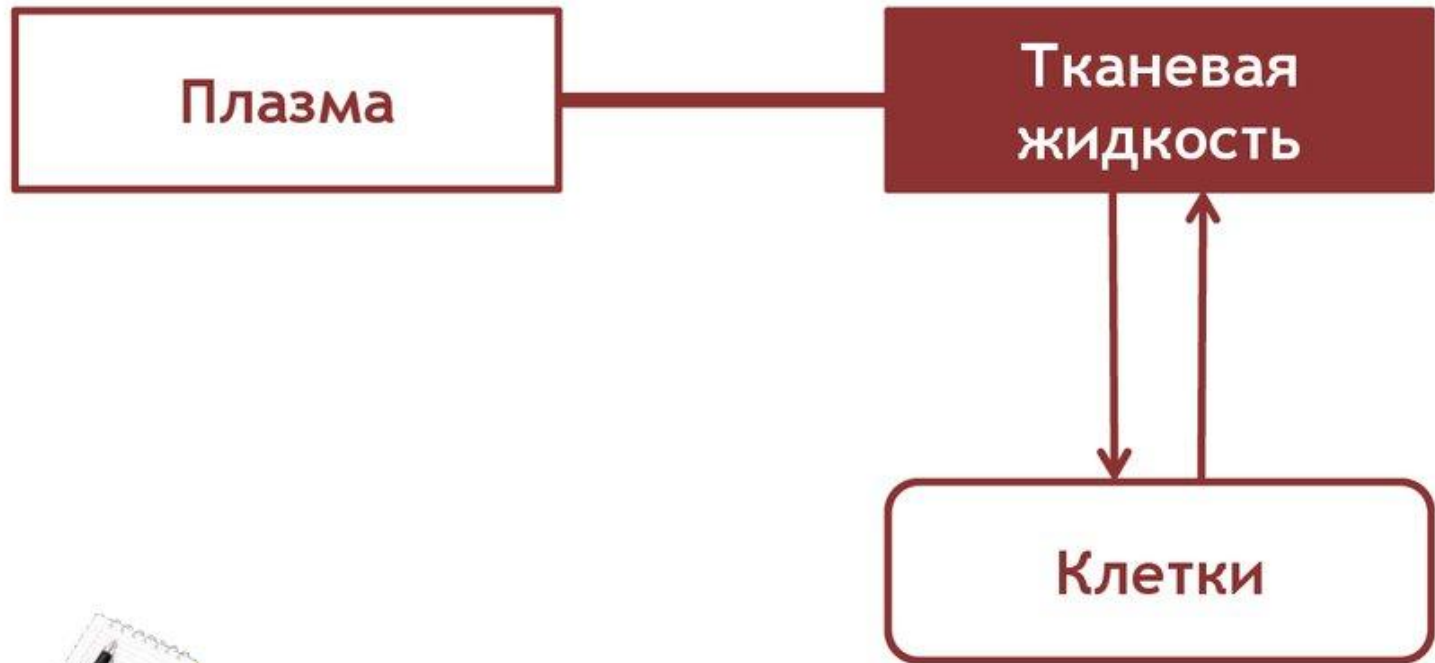 Плазма
Тканевая
жидкость
Клетки